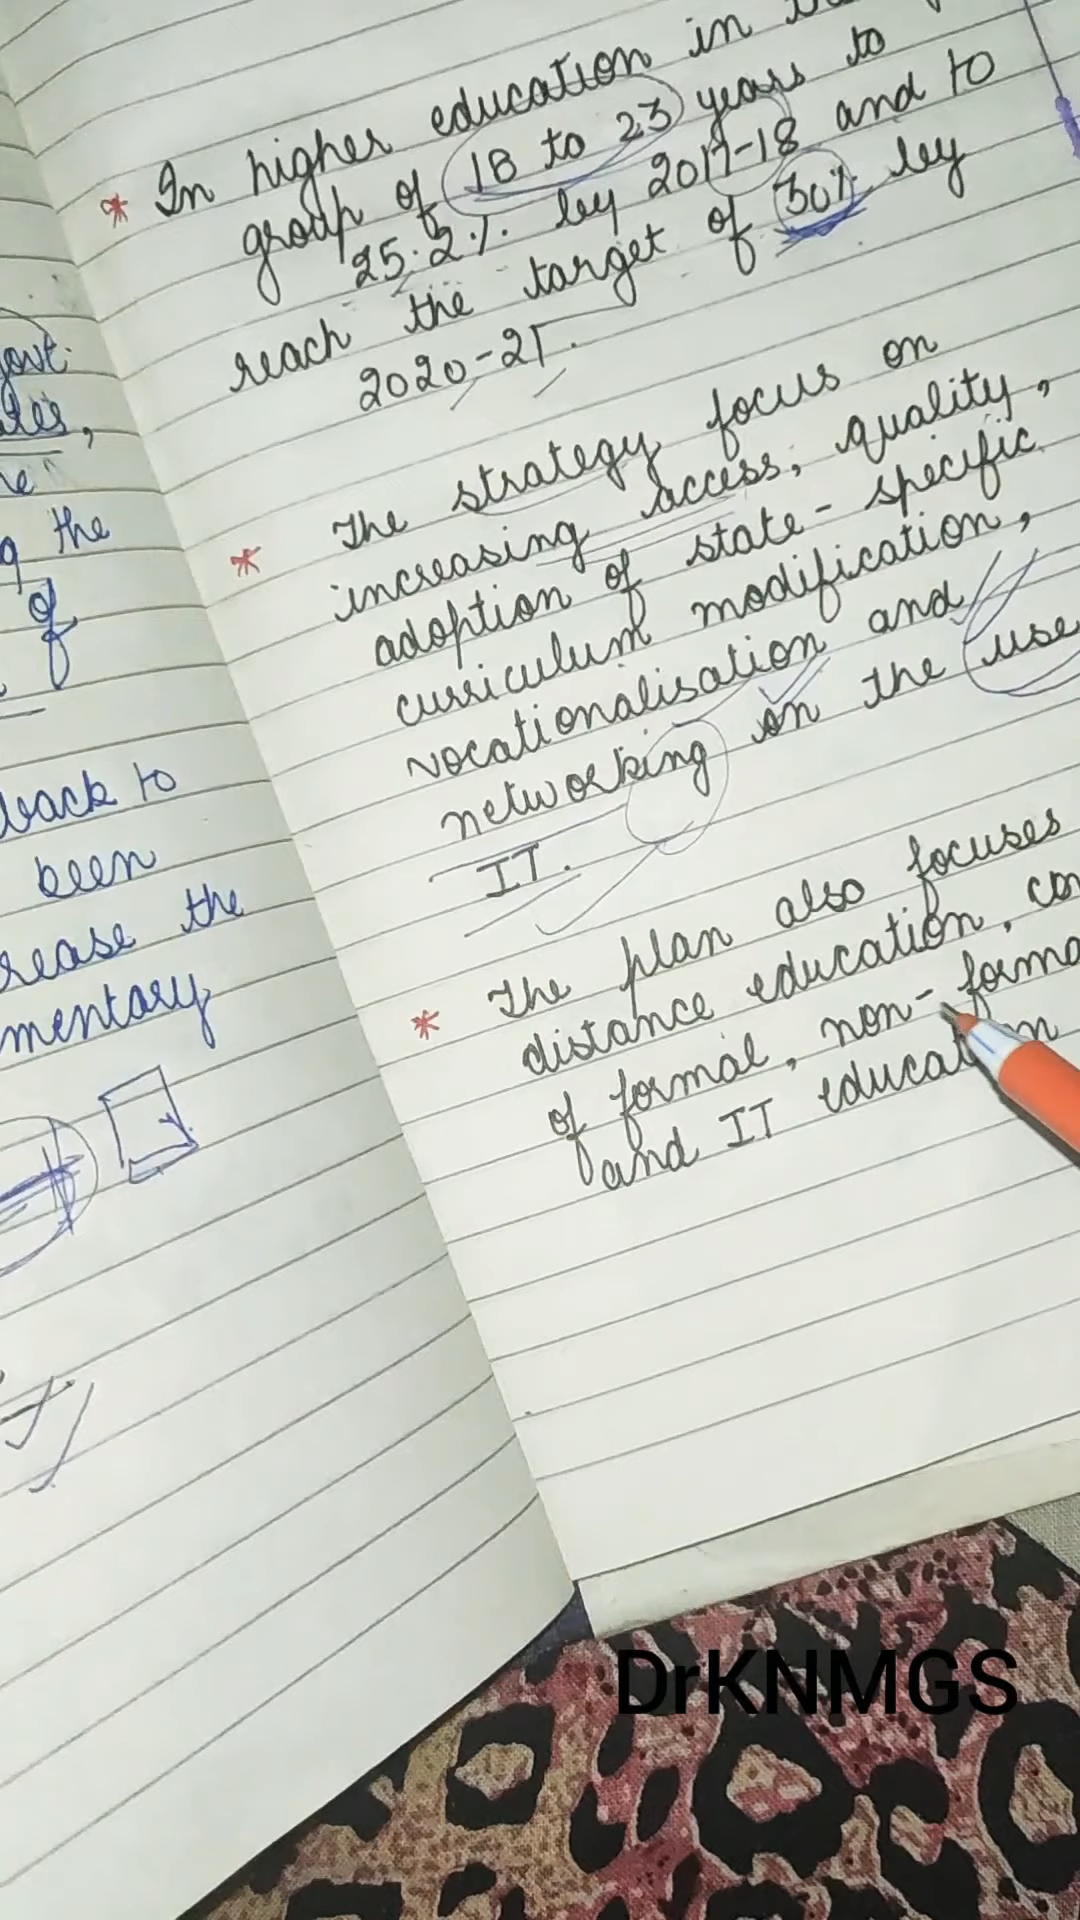 govt.
the
of
back to
been
rease the
mentary
* In higher education in
group of 18 to 23 years to
25.2%. by 2017-18 and to
reach the target of 30% by
2020-21.
* The strategy focus on
increasing access, quality,
adoption of state-specific
curriculum modification,
vocationalisation and
networking on the use
IT.
* The plan also focuses
distance education, con
of formal, non-forma
and IT education
DrKNMGS